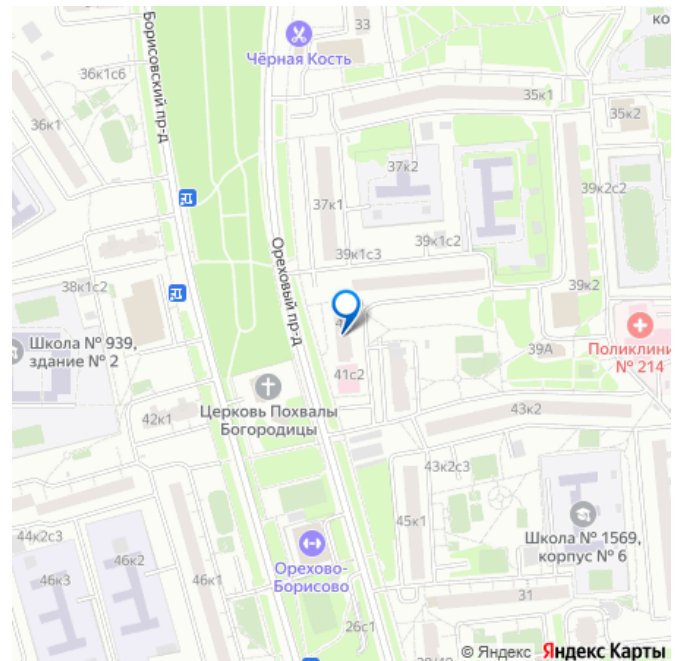 33
ко
Чёрная Кость
Борисовский пр-д
36к1с6
35к1
35к2
36к1
37к2
39к2с2
37к1
39к1с3
39к1с2
Ореховый пр-д
38к1с2
39к2
Школа № 939,
здание № 2
39А
Поликлини
№ 214
41с2
Церковь Похвалы
Богородицы
42к1
43к2
43к2с3
44к2с3
45к1
Школа № 1569,
корпус № 6
46к3
46к2
46к1
Орехово-
Борисово
31
26с1
© Яндекс Яндекс Карты